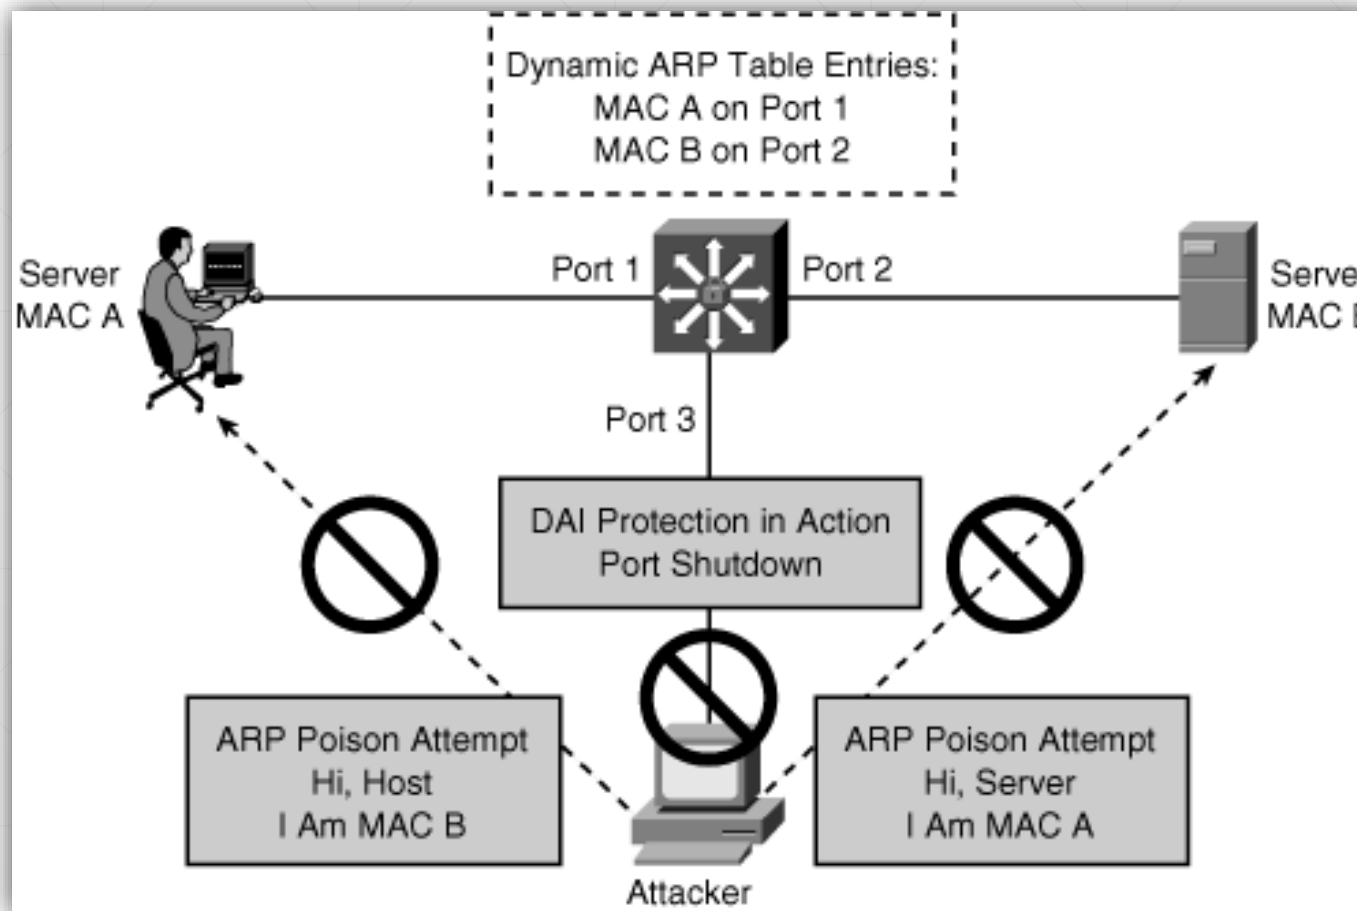 Dynamic ARP Table Entries:
MAC A on Port 1
MAC B on Port 2
Server
MAC A
Port 1
Port 2
MAC
Port 3
DAI Protection in Action
Port Shutdown
ARP Poison Attempt
Hi, Host
I Am MAC B
ARP Poison Attempt
Hi, Server
I Am MAC A
Attacker